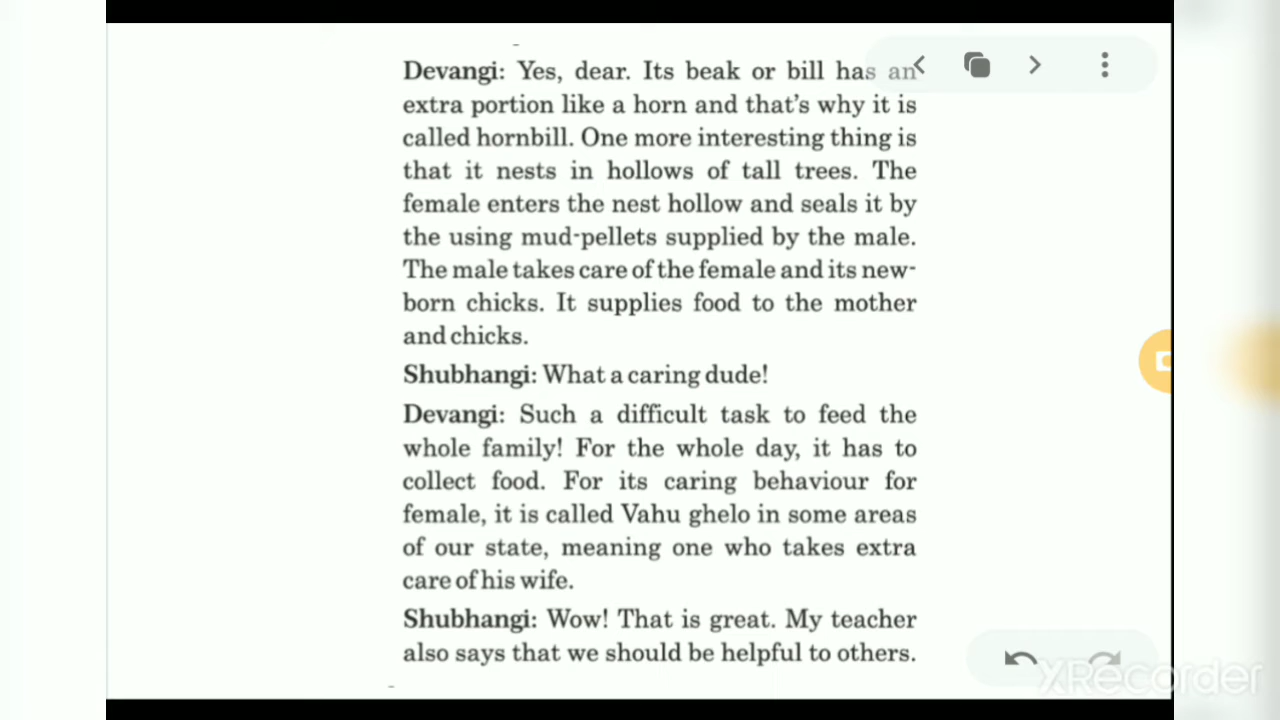 Devangi: Yes, dear. Its beak or bill has an
extra portion like a horn and that's why it is
called hornbill. One more interesting thing is
that it nests in hollows of tall trees. The
female enters the nest hollow and seals it by
the using mud-pellets supplied by the male.
The male takes care of the female and its new-
born chicks. It supplies food to the mother
and chicks.
Shubhangi: What a caring dude!
Devangi: Such a difficult task to feed the
whole family! For the whole day, it has to
collect food. For its caring behaviour for
female, it is called Vahu ghelo in some areas
of our state, meaning one who takes extra
care of his wife.
Shubhangi: Wow! That is great. My teacher
also says that we should be helpful to others.
XRecorder